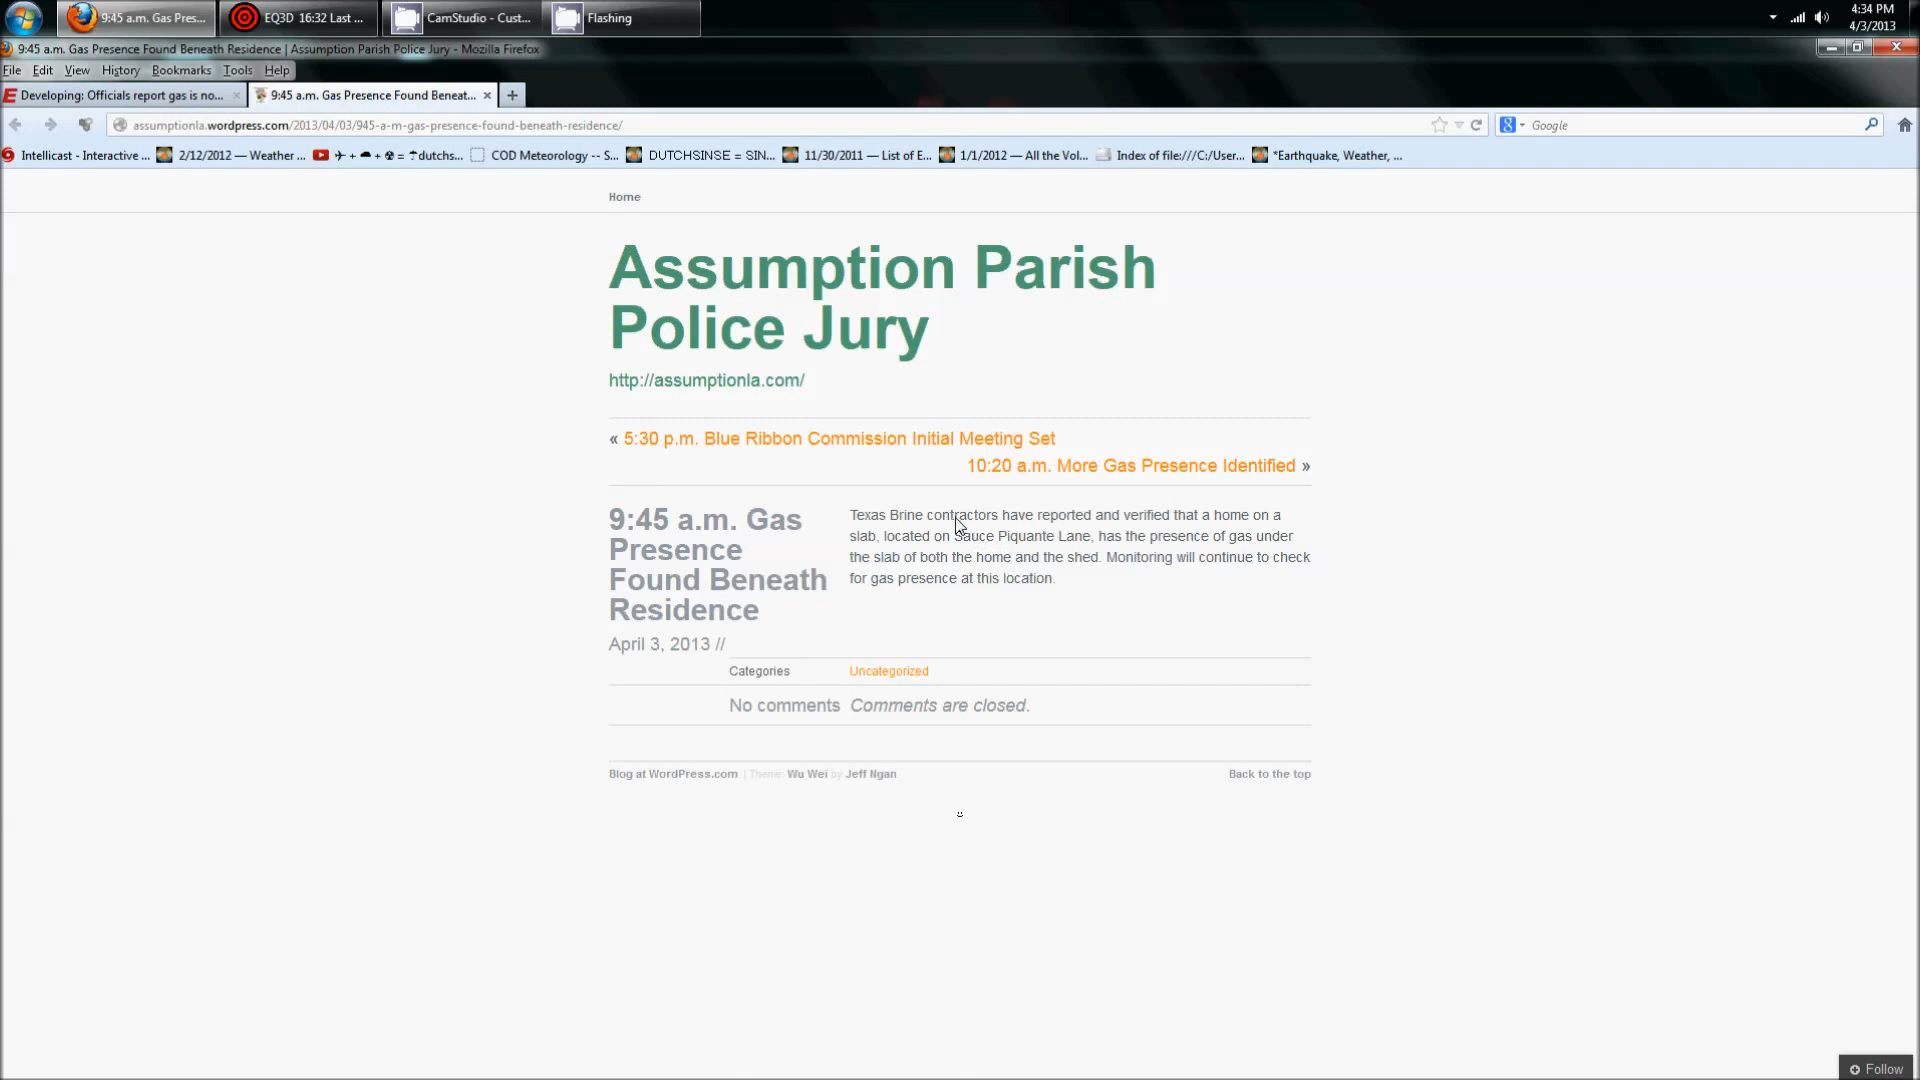 9:45 a.m. Gas Pres...
EQ3D 16:32 Last ...
CamStudio - Cust...
Flashing
4:34 PM
4/3/2013
9:45 a.m. Gas Presence Found Beneath Residence | Assumption Parish Police Jury - Mozilla Firefox
File Edit View History Bookmarks Tools Help
Developing: Officials report gas is no...
9:45 a.m. Gas Presence Found Beneat...
assumptionla.wordpress.com/2013/04/03/945-a-m-gas-presence-found-beneath-residence/
Google
Intellicast - Interactive ...
2/12/2012 — Weather ...
✈ + ☁ + ☢ = ☂dutchs...
COD Meteorology -- S...
DUTCHSINSE = SIN...
11/30/2011 — List of E...
1/1/2012 — All the Vol...
Index of file:///C:/User...
*Earthquake, Weather, ...
Home
Assumption Parish
Police Jury
http://assumptionla.com/
« 5:30 p.m. Blue Ribbon Commission Initial Meeting Set
10:20 a.m. More Gas Presence Identified »
9:45 a.m. Gas
Presence
Found Beneath
Residence
April 3, 2013 //
Texas Brine contractors have reported and verified that a home on a
slab, located on Sauce Piquante Lane, has the presence of gas under
the slab of both the home and the shed. Monitoring will continue to check
for gas presence at this location.
Categories Uncategorized
No comments Comments are closed.
Blog at WordPress.com | Theme: Wu Wei by Jeff Ngan
Back to the top
Follow